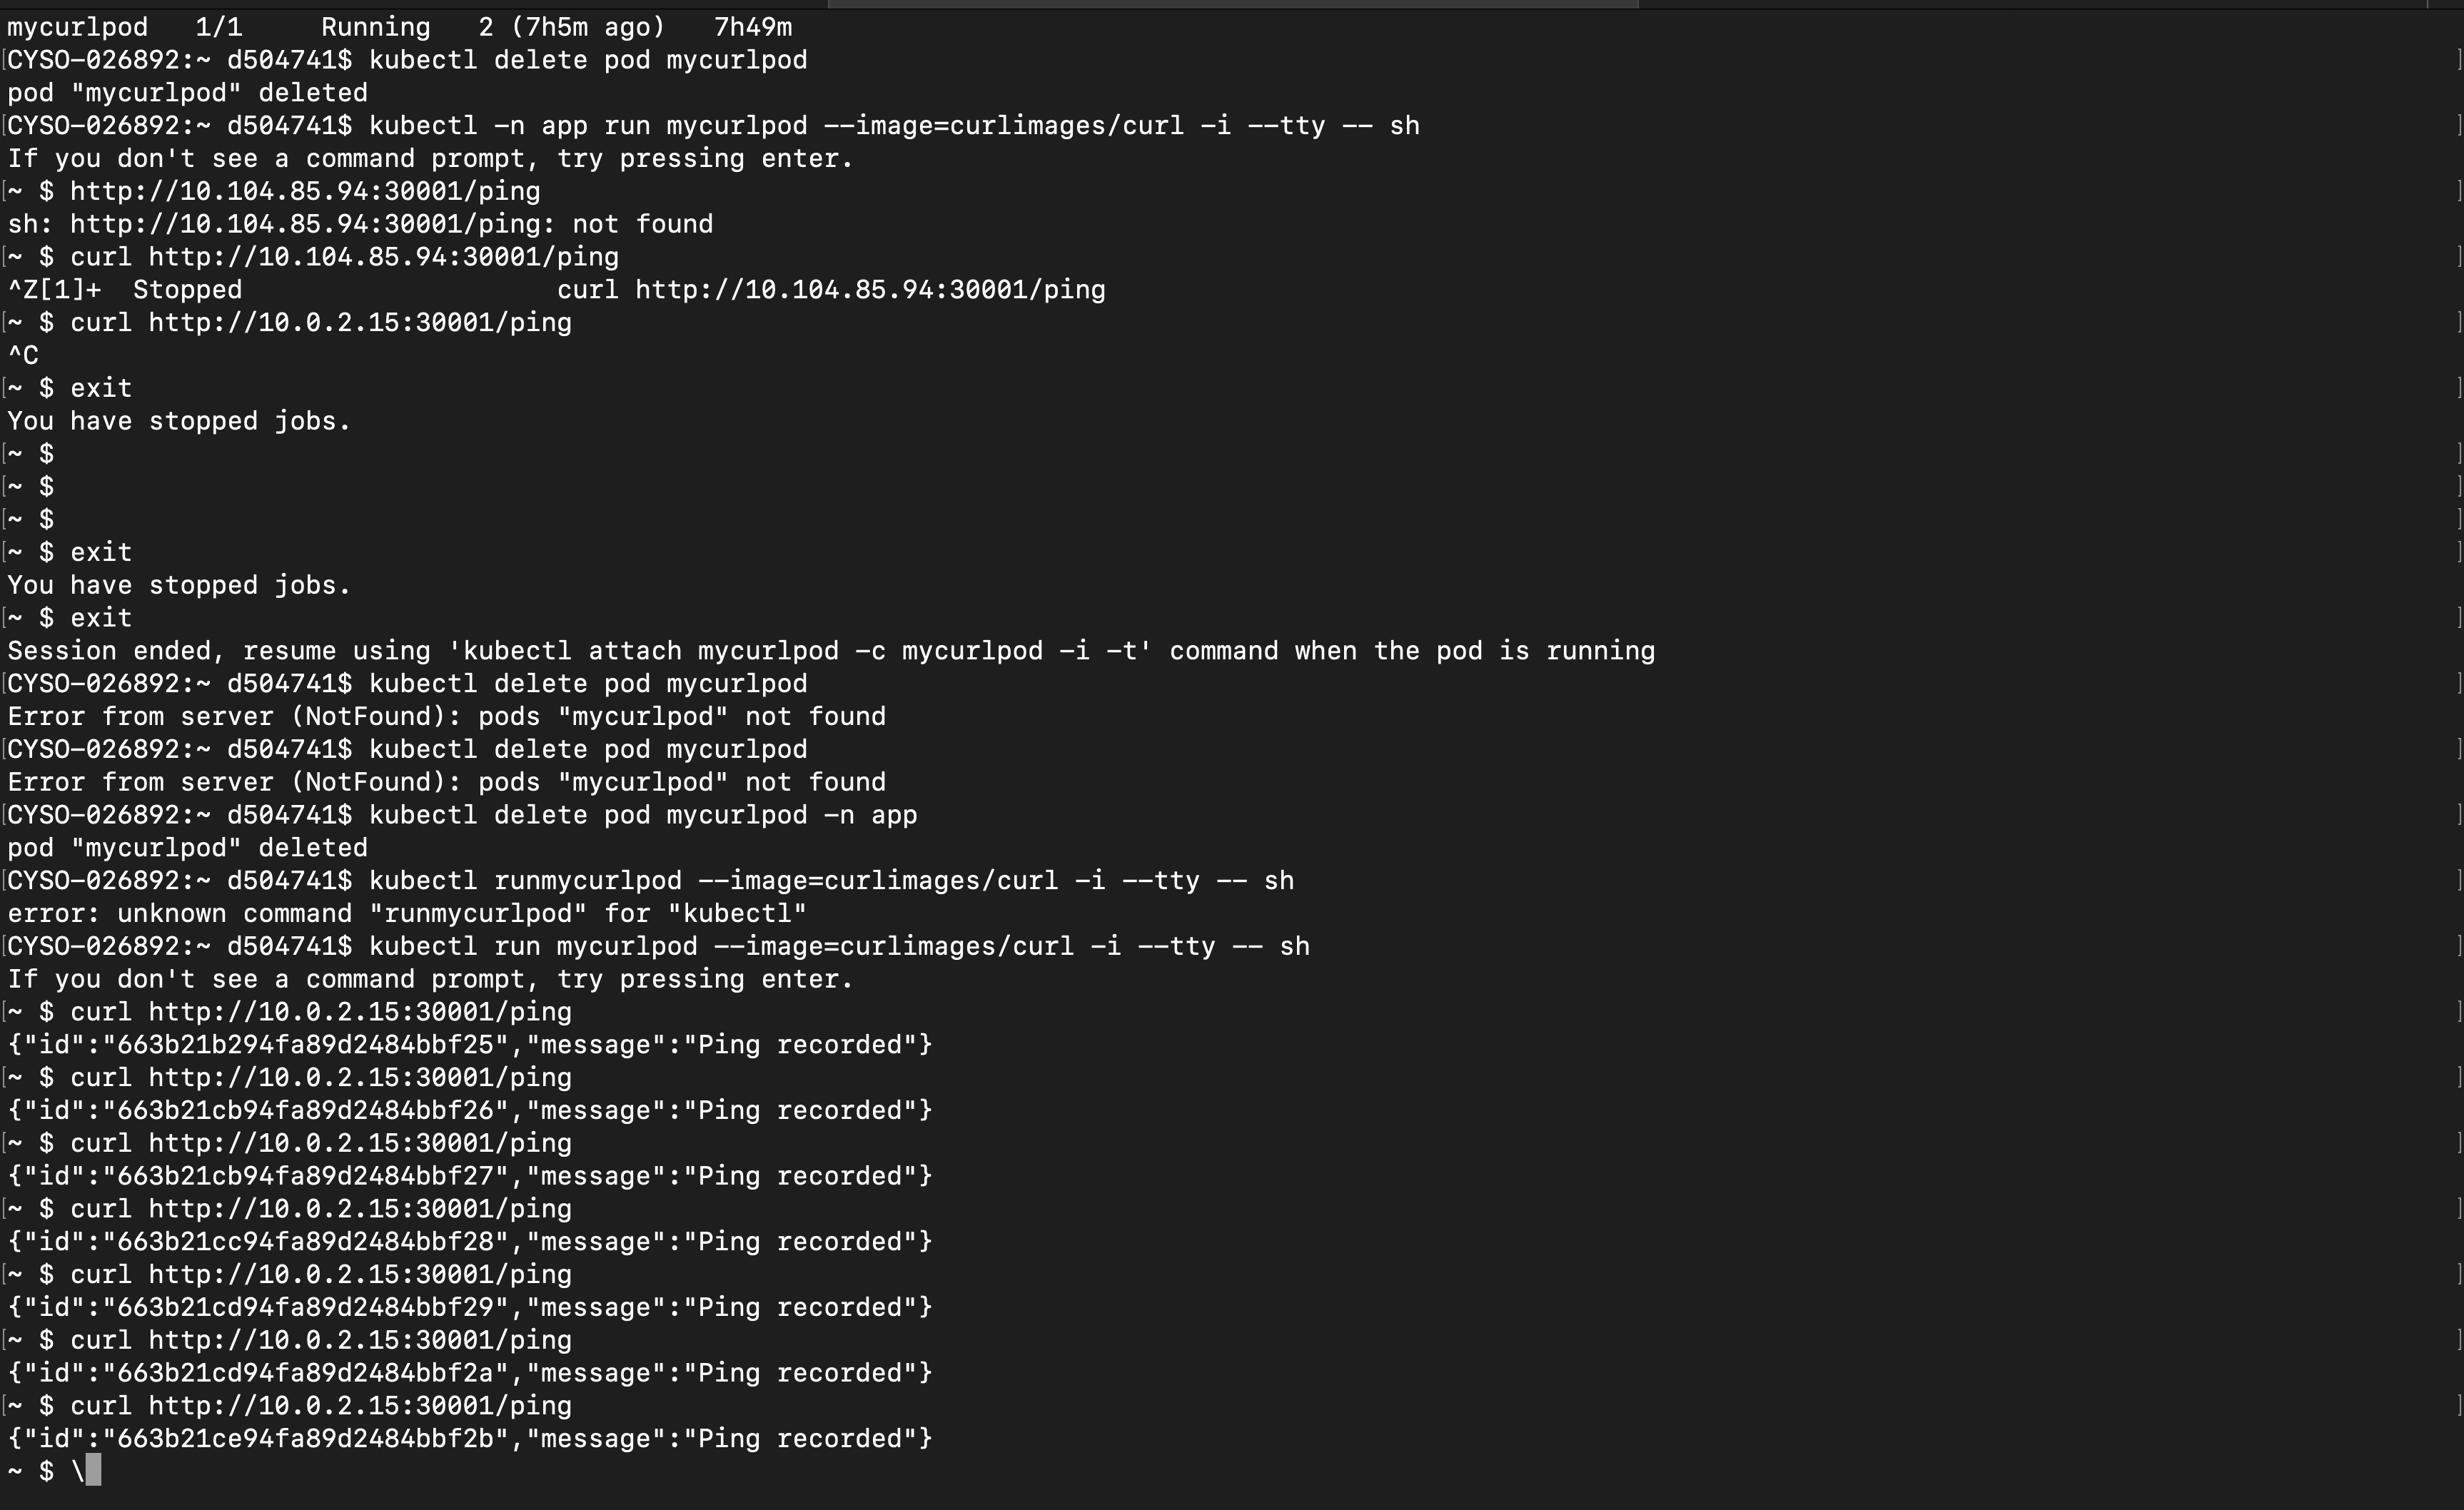 mycurlpod   1/1     Running   2 (7h5m ago)   7h49m
[CYSO-026892:~ d504741$ kubectl delete pod mycurlpod ]
pod "mycurlpod" deleted
[CYSO-026892:~ d504741$ kubectl -n app run mycurlpod --image=curlimages/curl -i --tty -- sh ]
If you don't see a command prompt, try pressing enter.
[~ $ http://10.104.85.94:30001/ping ]
sh: http://10.104.85.94:30001/ping: not found
[~ $ curl http://10.104.85.94:30001/ping ]
^Z[1]+  Stopped                    curl http://10.104.85.94:30001/ping
[~ $ curl http://10.0.2.15:30001/ping ]
^C
[~ $ exit ]
You have stopped jobs.
[~ $ ]
[~ $ ]
[~ $ ]
[~ $ exit ]
You have stopped jobs.
[~ $ exit ]
Session ended, resume using 'kubectl attach mycurlpod -c mycurlpod -i -t' command when the pod is running
[CYSO-026892:~ d504741$ kubectl delete pod mycurlpod ]
Error from server (NotFound): pods "mycurlpod" not found
[CYSO-026892:~ d504741$ kubectl delete pod mycurlpod ]
Error from server (NotFound): pods "mycurlpod" not found
[CYSO-026892:~ d504741$ kubectl delete pod mycurlpod -n app ]
pod "mycurlpod" deleted
[CYSO-026892:~ d504741$ kubectl runmycurlpod --image=curlimages/curl -i --tty -- sh ]
error: unknown command "runmycurlpod" for "kubectl"
[CYSO-026892:~ d504741$ kubectl run mycurlpod --image=curlimages/curl -i --tty -- sh ]
If you don't see a command prompt, try pressing enter.
[~ $ curl http://10.0.2.15:30001/ping ]
{"id":"663b21b294fa89d2484bbf25","message":"Ping recorded"}
[~ $ curl http://10.0.2.15:30001/ping ]
{"id":"663b21cb94fa89d2484bbf26","message":"Ping recorded"}
[~ $ curl http://10.0.2.15:30001/ping ]
{"id":"663b21cb94fa89d2484bbf27","message":"Ping recorded"}
[~ $ curl http://10.0.2.15:30001/ping ]
{"id":"663b21cc94fa89d2484bbf28","message":"Ping recorded"}
[~ $ curl http://10.0.2.15:30001/ping ]
{"id":"663b21cd94fa89d2484bbf29","message":"Ping recorded"}
[~ $ curl http://10.0.2.15:30001/ping ]
{"id":"663b21cd94fa89d2484bbf2a","message":"Ping recorded"}
[~ $ curl http://10.0.2.15:30001/ping ]
{"id":"663b21ce94fa89d2484bbf2b","message":"Ping recorded"}
~ $ \